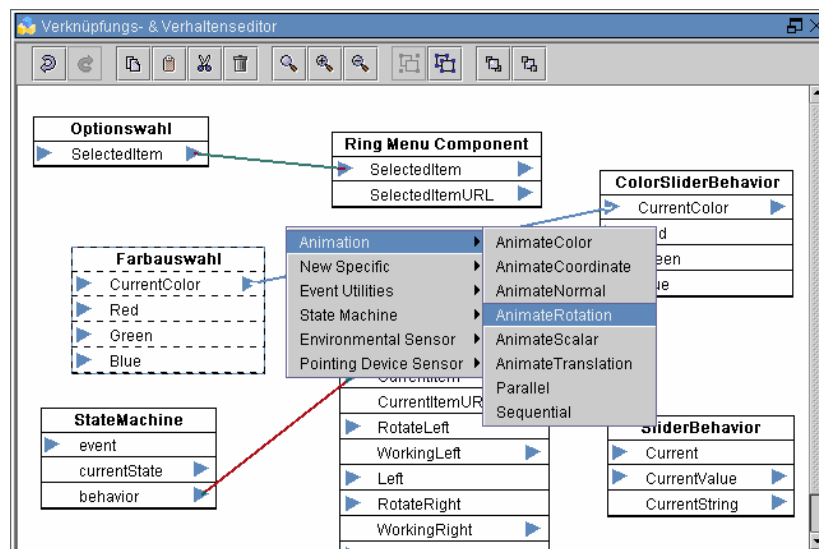 Verknüpfungs- & Verhaltenseditor
Optionswahl
SelectedItem
Ring Menu Component
SelectedItem
SelectedItemURL
ColorSliderBehavior
CurrentColor
Farbauswahl
CurrentColor
Red
Green
Blue
Animation
New Specific
Event Utilities
State Machine
Environmental Sensor
Pointing Device Sensor
AnimateColor
AnimateCoordinate
AnimateNormal
AnimateRotation
AnimateScalar
AnimateTranslation
Parallel
Sequential
StateMachine
event
currentState
behavior
CurrentItem
CurrentItemUR
RotateLeft
WorkingLeft
Left
RotateRight
WorkingRight
SliderBehavior
Current
CurrentValue
CurrentString